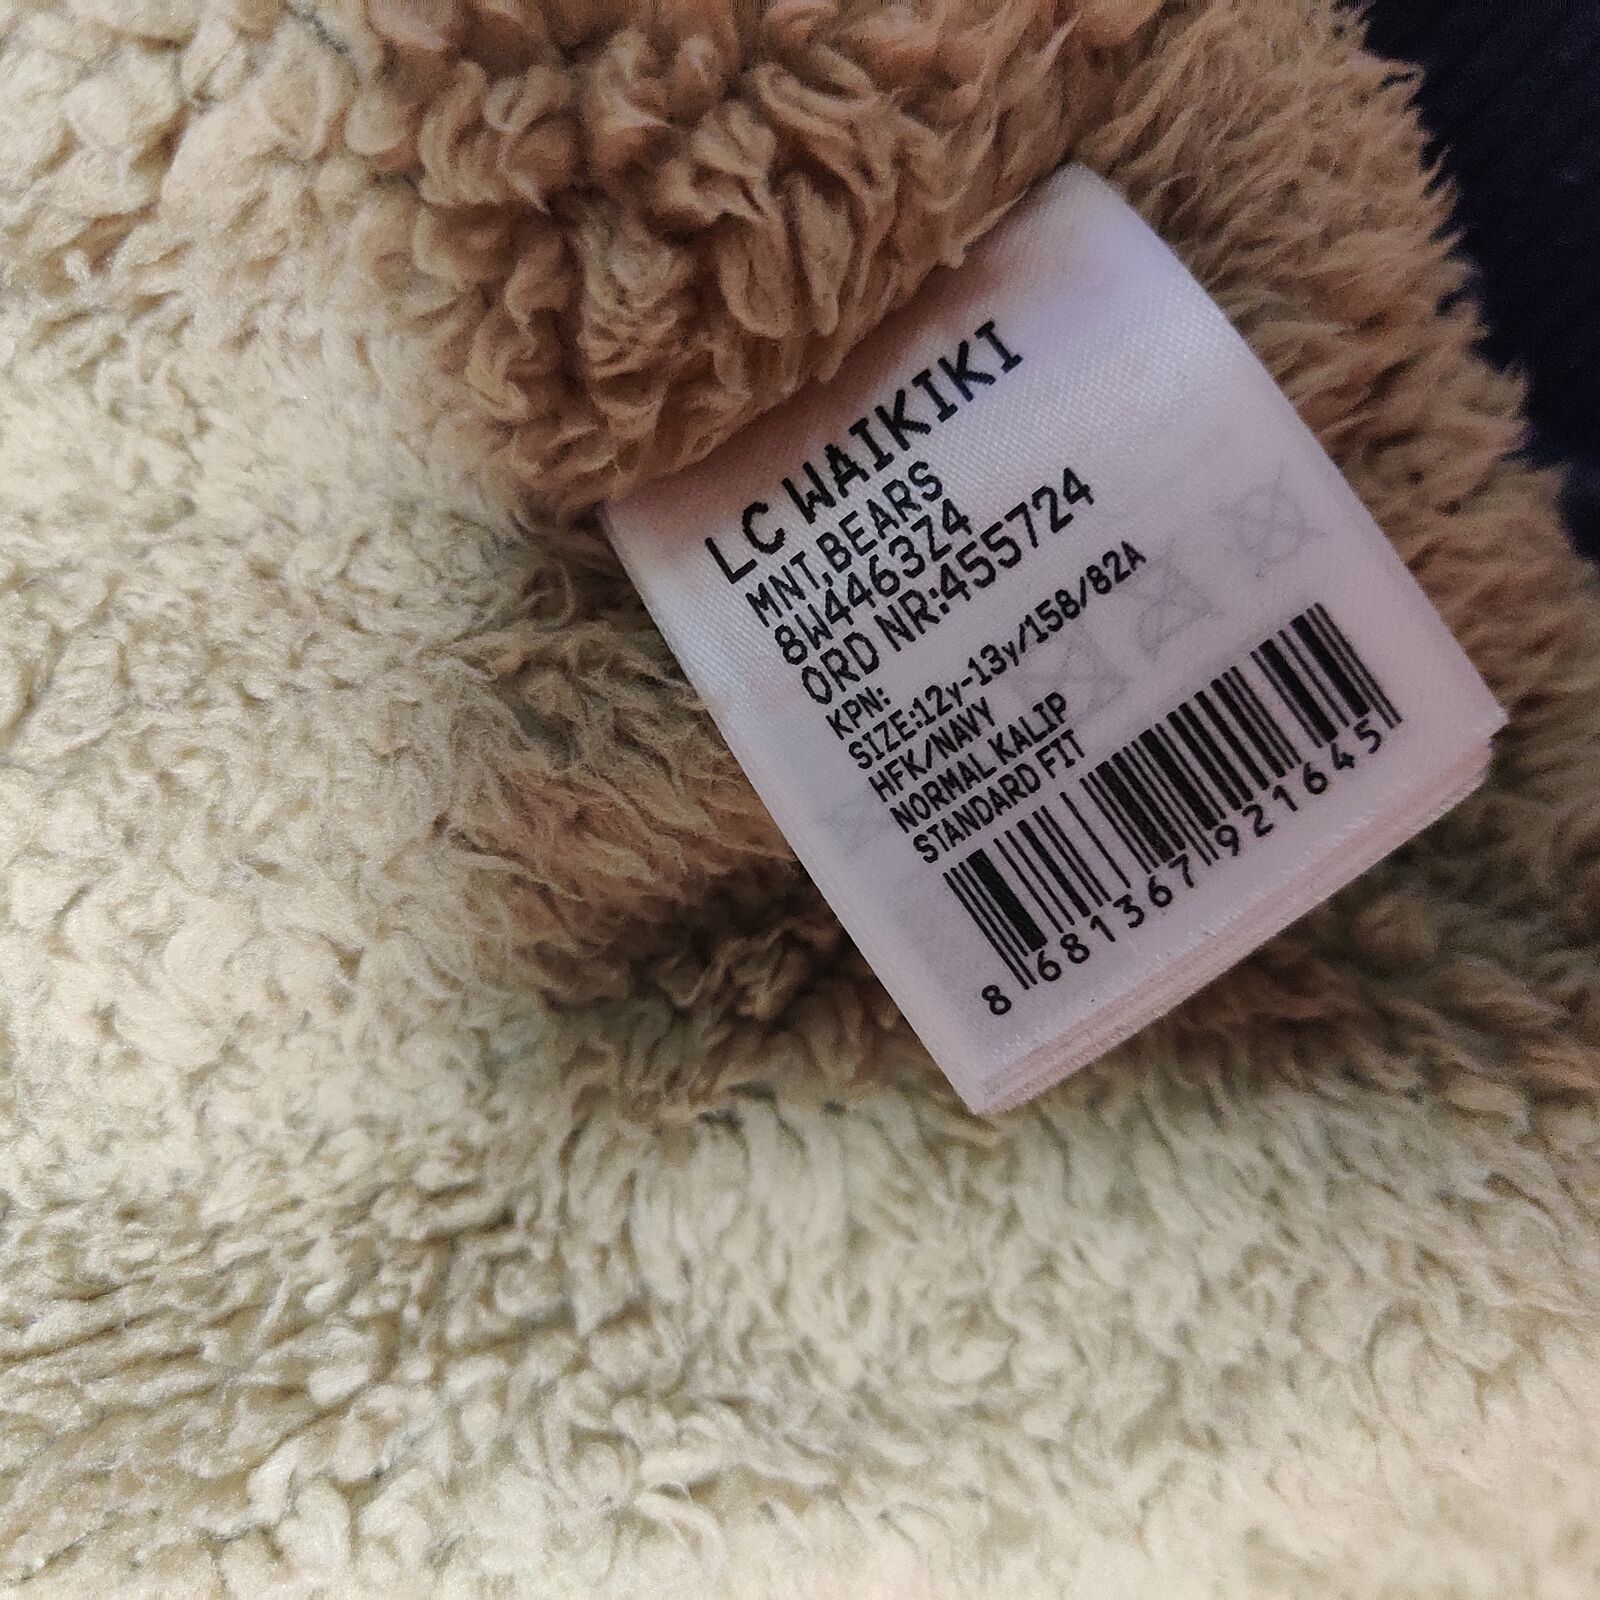 LC WAIKIKI
MNT,BEARS
8W4463Z4
ORD NR:455724
KPN:
SIZE:12y-13y/158/82A
HFK/NAVY
NORMAL KALIP
STANDARD FIT
8 681367 921645